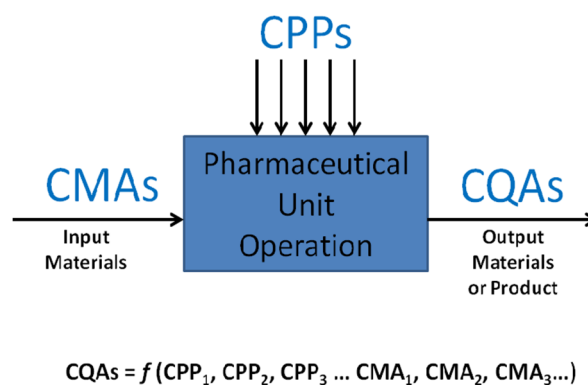 CPPs
Pharmaceutical
Unit
Operation
CMAs
Input
Materials
CQAs
Output
Materials
or Product
CQAs = f (CPP₁, CPP₂, CPP₃ ... CMA₁, CMA₂, CMA₃...)